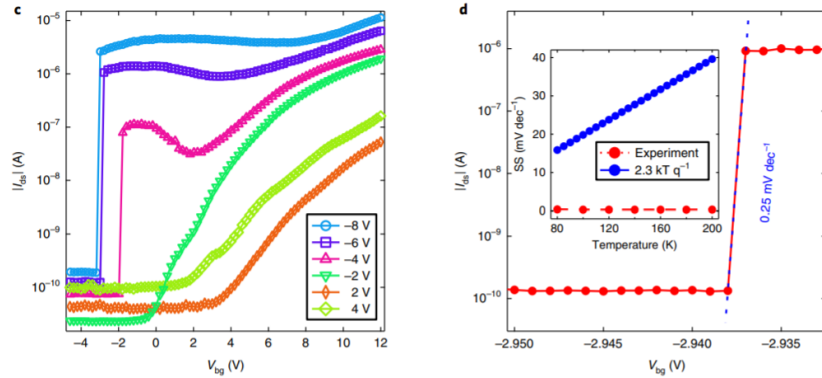 c
10⁻⁵
10⁻⁶
10⁻⁷
10⁻⁸
10⁻⁹
10⁻¹⁰
|I_ds| (A)
−8 V
−6 V
−4 V
−2 V
2 V
4 V
−4 −2 0 2 4 6 8 10 12
V_bg (V)
d
10⁻⁶
10⁻⁷
10⁻⁸
10⁻⁹
10⁻¹⁰
|I_ds| (A)
40
30
20
10
0
SS (mV dec⁻¹)
Experiment
2.3 kT q⁻¹
80 120 160 200
Temperature (K)
0.25 mV dec⁻¹
−2.950 −2.945 −2.940 −2.935
V_bg (V)